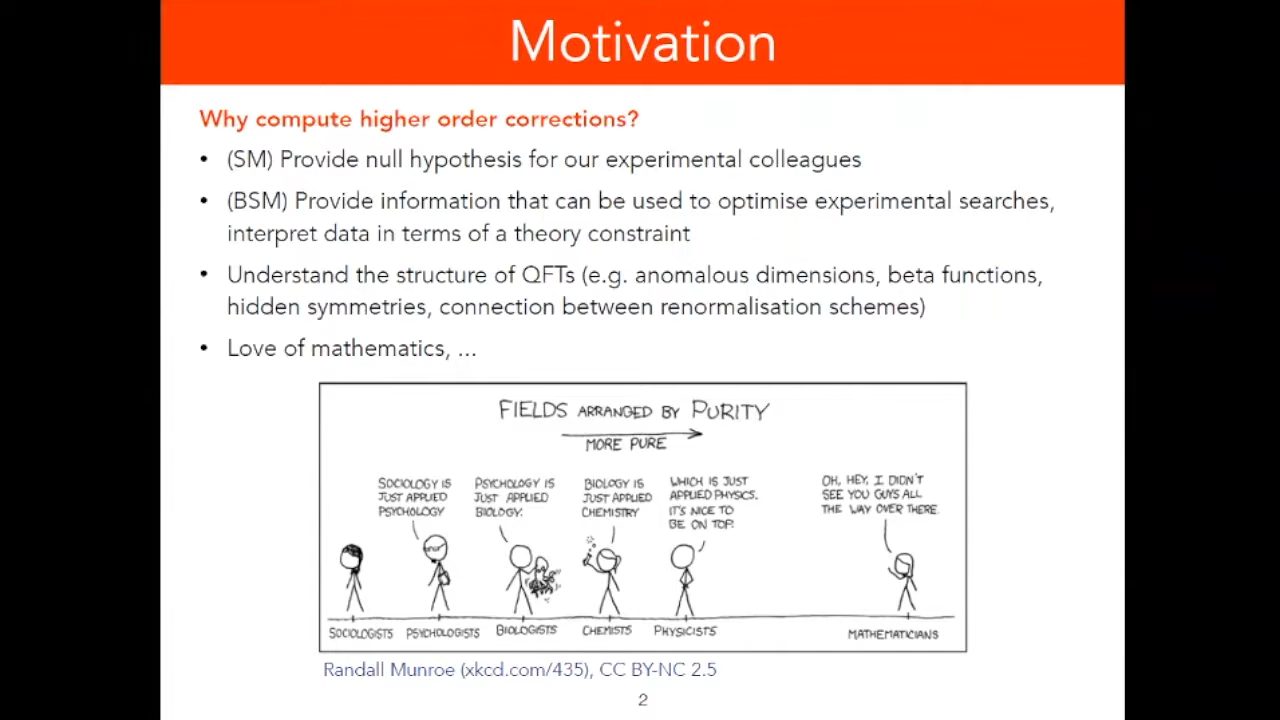 Motivation
Why compute higher order corrections?
• (SM) Provide null hypothesis for our experimental colleagues
• (BSM) Provide information that can be used to optimise experimental searches,
interpret data in terms of a theory constraint
• Understand the structure of QFTs (e.g. anomalous dimensions, beta functions,
hidden symmetries, connection between renormalisation schemes)
• Love of mathematics, ...
FIELDS ARRANGED BY PURITY
MORE PURE
SOCIOLOGY IS
JUST APPLIED
PSYCHOLOGY
PSYCHOLOGY IS
JUST APPLIED
BIOLOGY.
BIOLOGY IS
JUST APPLIED
CHEMISTRY
WHICH IS JUST
APPLIED PHYSICS.
IT'S NICE TO
BE ON TOP.
OH, HEY, I DIDN'T
SEE YOU GUYS ALL
THE WAY OVER THERE.
SOCIOLOGISTS
PSYCHOLOGISTS
BIOLOGISTS
CHEMISTS
PHYSICISTS
MATHEMATICIANS
Randall Munroe (xkcd.com/435), CC BY-NC 2.5
2